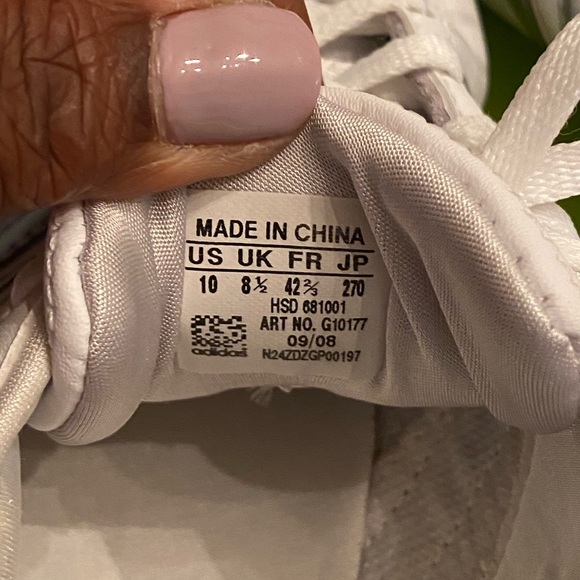 MADE IN CHINA
US UK FR JP
10 8½ 42⅔ 270
HSD 681001
ART NO. G10177
09/08
adidas N24ZDZGP00197